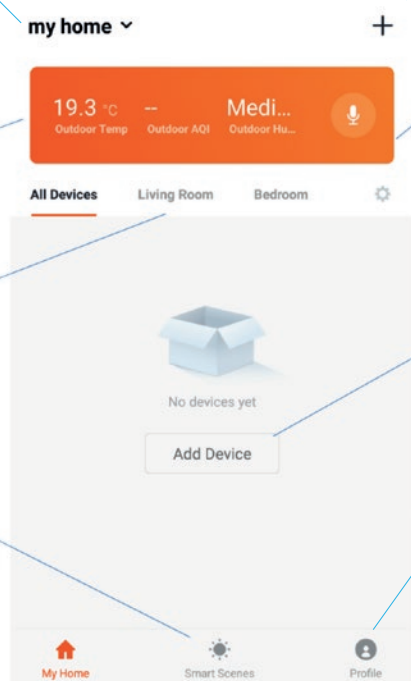 my home
19.3 °C -- Medi...
Outdoor Temp Outdoor AQI Outdoor Hu...
All Devices Living Room Bedroom
No devices yet
Add Device
My Home Smart Scenes Profile